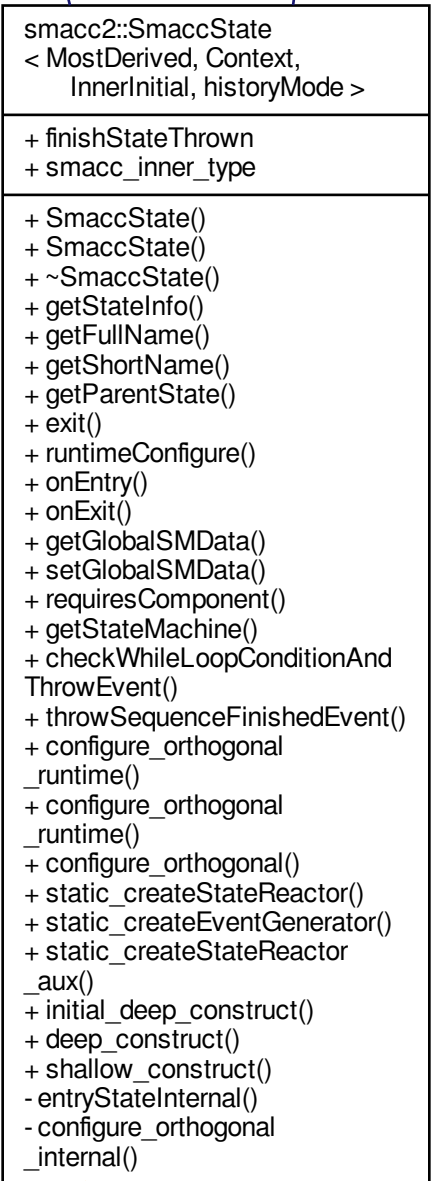 smacc2::SmaccState
< MostDerived, Context,
InnerInitial, historyMode >
+ finishStateThrown
+ smacc_inner_type
+ SmaccState()
+ SmaccState()
+ ~SmaccState()
+ getStateInfo()
+ getFullName()
+ getShortName()
+ getParentState()
+ exit()
+ runtimeConfigure()
+ onEntry()
+ onExit()
+ getGlobalSMData()
+ setGlobalSMData()
+ requiresComponent()
+ getStateMachine()
+ checkWhileLoopConditionAnd
ThrowEvent()
+ throwSequenceFinishedEvent()
+ configure_orthogonal
_runtime()
+ configure_orthogonal
_runtime()
+ configure_orthogonal()
+ static_createStateReactor()
+ static_createEventGenerator()
+ static_createStateReactor
_aux()
+ initial_deep_construct()
+ deep_construct()
+ shallow_construct()
- entryStateInternal()
- configure_orthogonal
_internal()